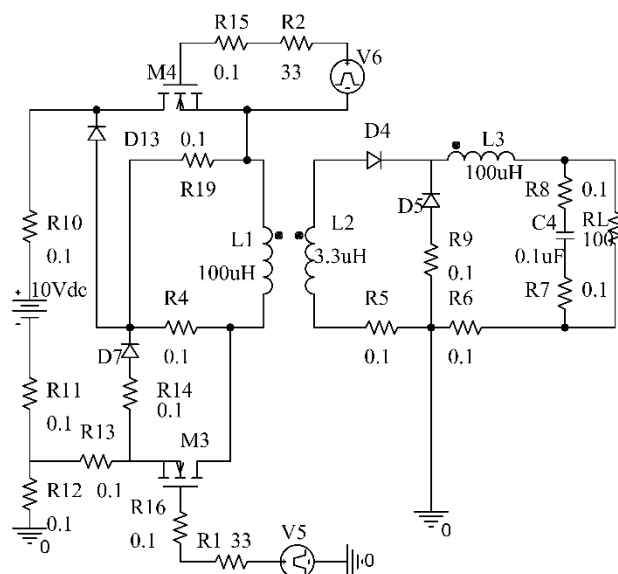 R15 R2
M4 V6
0.1 33
D13 0.1
R19
D4 L3
100uH
R8 0.1
D5
R10
0.1
L1 L2
100uH 3.3uH
R9
0.1
C4 RL
0.1uF 100
+
10Vdc
-
R4
0.1
R5
0.1
R6
0.1
R7 0.1
D7
R14
0.1
R11
0.1
R13
0.1
M3
R12
0.1
0
R16
0.1
R1 33
V5
0
0